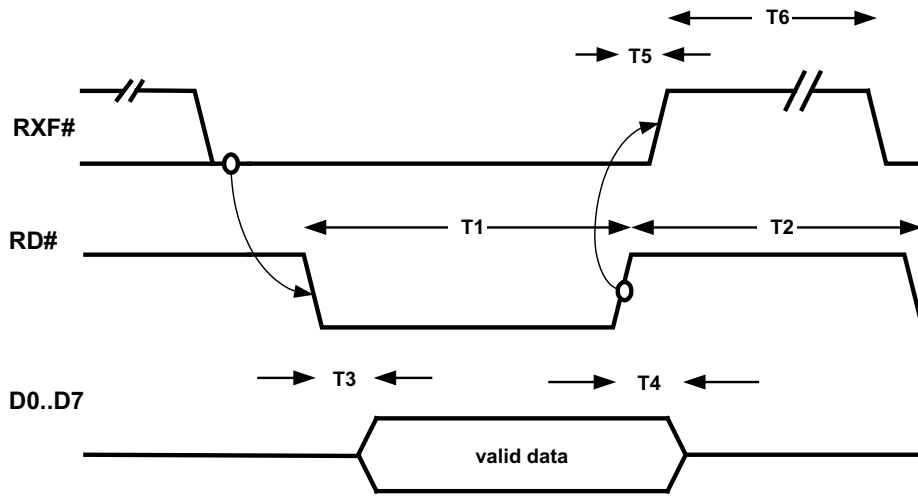 T6
T5
RXF#
T1
T2
RD#
T3
T4
D0..D7
valid data